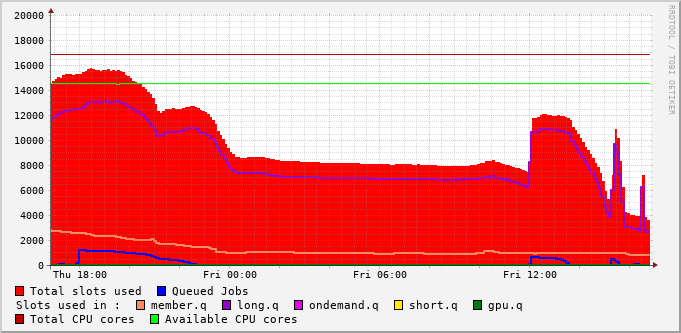 20000
18000
16000
14000
12000
10000
8000
6000
4000
2000
0
Thu 18:00 Fri 00:00 Fri 06:00 Fri 12:00
RRDTOOL / TOBI OETIKER
Total slots used Queued Jobs
Slots used in : member.q long.q ondemand.q short.q gpu.q
Total CPU cores Available CPU cores